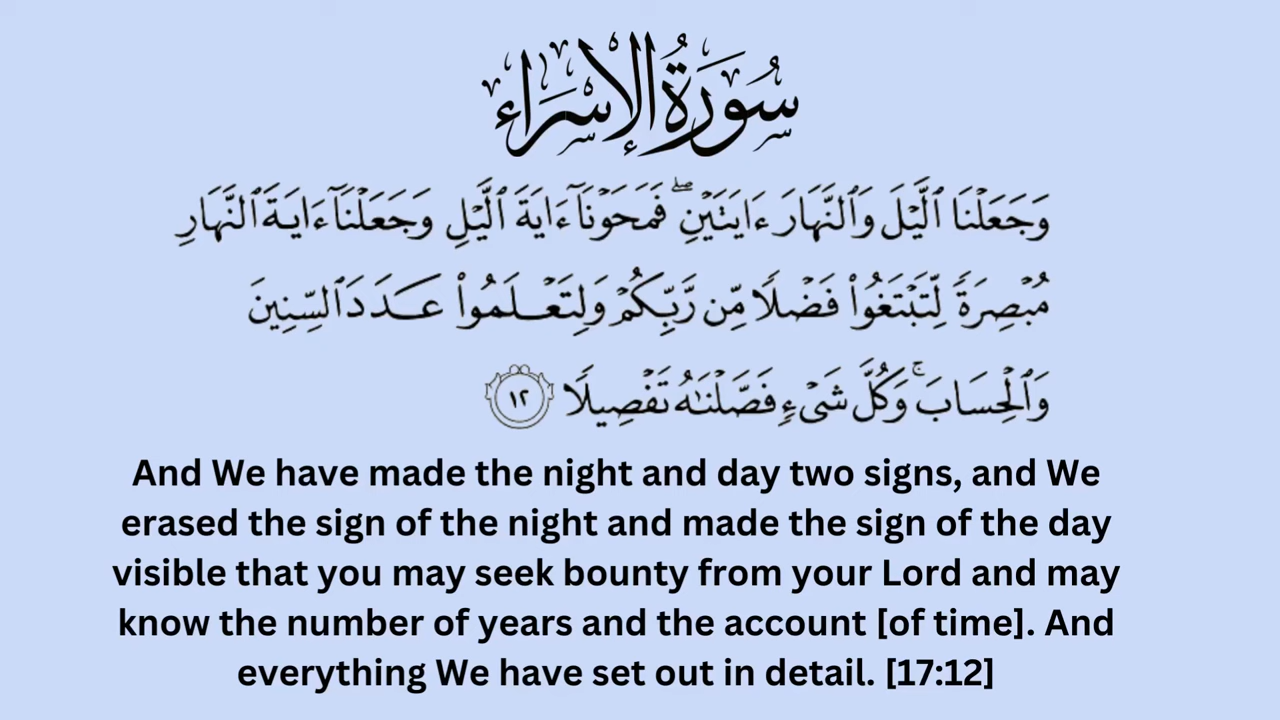 سُورَةُ الإِسْرَاء
وَجَعَلْنَا ٱلَّيْلَ وَٱلنَّهَارَ ءَايَتَيْنِ ۖ فَمَحَوْنَآ ءَايَةَ ٱلَّيْلِ وَجَعَلْنَآ ءَايَةَ ٱلنَّهَارِ
مُبْصِرَةً لِّتَبْتَغُوا۟ فَضْلًا مِّن رَّبِّكُمْ وَلِتَعْلَمُوا۟ عَدَدَ ٱلسِّنِينَ
وَٱلْحِسَابَ ۚ وَكُلَّ شَىْءٍ فَصَّلْنَٰهُ تَفْصِيلًا ١٢
And We have made the night and day two signs, and We
erased the sign of the night and made the sign of the day
visible that you may seek bounty from your Lord and may
know the number of years and the account [of time]. And
everything We have set out in detail. [17:12]